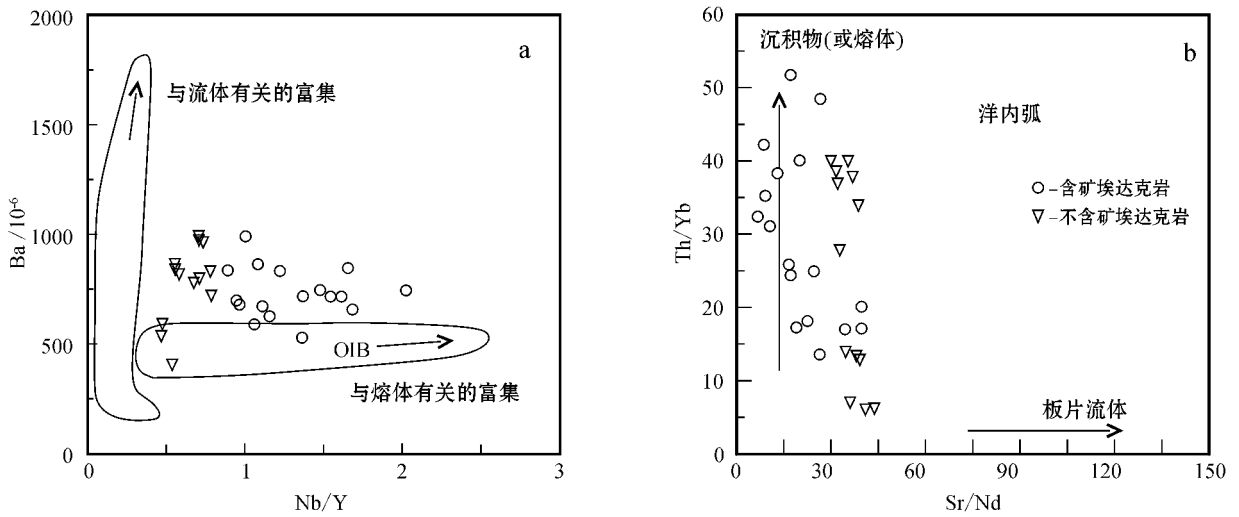 a
与流体有关的富集
OIB
与熔体有关的富集
2000
1500
1000
500
0
0
1
2
3
Ba/10⁻⁶
Nb/Y
b
沉积物(或熔体)
洋内弧
○-含矿埃达克岩
▽-不含矿埃达克岩
板片流体
60
50
40
30
20
10
0
0
30
60
90
120
150
Th/Yb
Sr/Nd